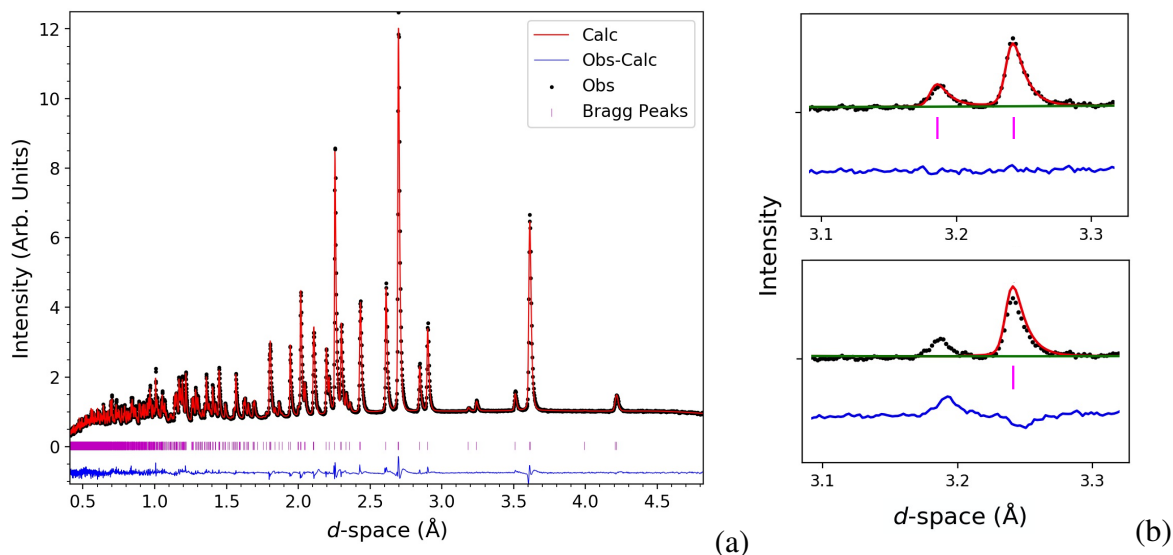 12
10
8
6
4
2
0
Intensity (Arb. Units)
Calc
Obs-Calc
Obs
Bragg Peaks
0.5 1.0 1.5 2.0 2.5 3.0 3.5 4.0 4.5
d-space (Å)
(a)
Intensity
3.1 3.2 3.3
3.1 3.2 3.3
d-space (Å)
(b)